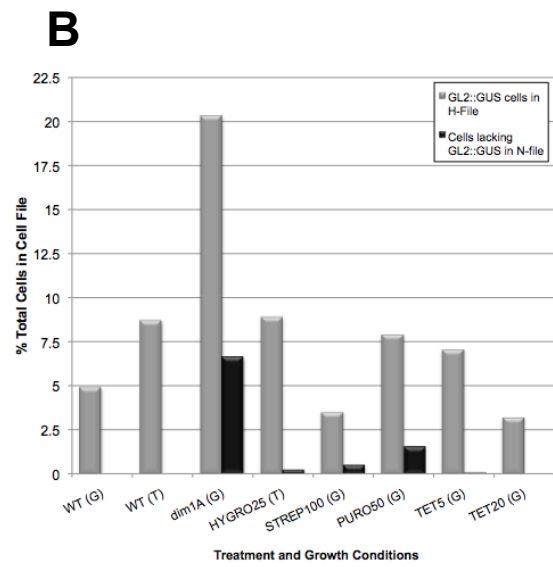 B
22.5
20
17.5
15
12.5
10
7.5
5
2.5
0
% Total Cells in Cell File
GL2::GUS cells in
H-File
Cells lacking
GL2::GUS in N-file
WT (G)
WT (T)
dim1A (G)
HYGRO25 (T)
STREP100 (G)
PURO50 (G)
TET5 (G)
TET20 (G)
Treatment and Growth Conditions